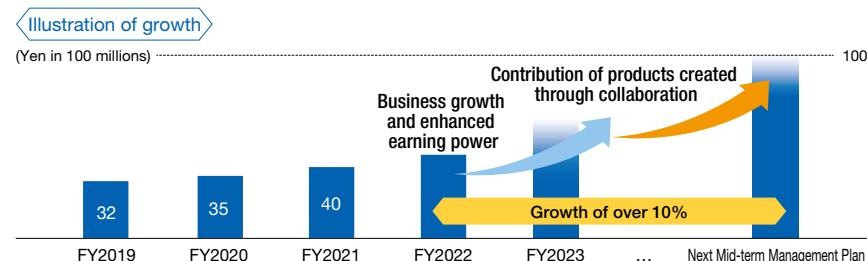 Illustration of growth
(Yen in 100 millions)
100
Contribution of products created
through collaboration
Business growth
and enhanced
earning power
32
35
40
Growth of over 10%
FY2019 FY2020 FY2021 FY2022 FY2023 … Next Mid-term Management Plan